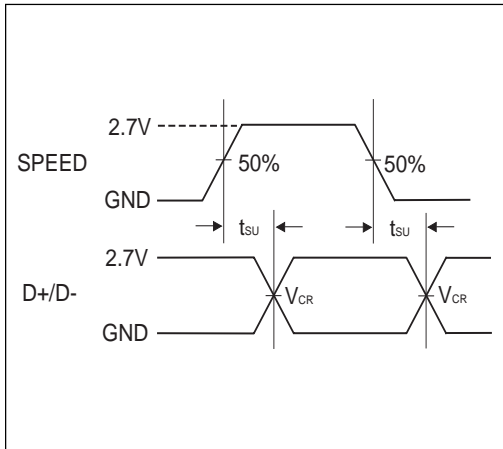 2.7V
SPEED
50%
50%
GND
tSU
tSU
2.7V
D+/D-
VCR
VCR
GND